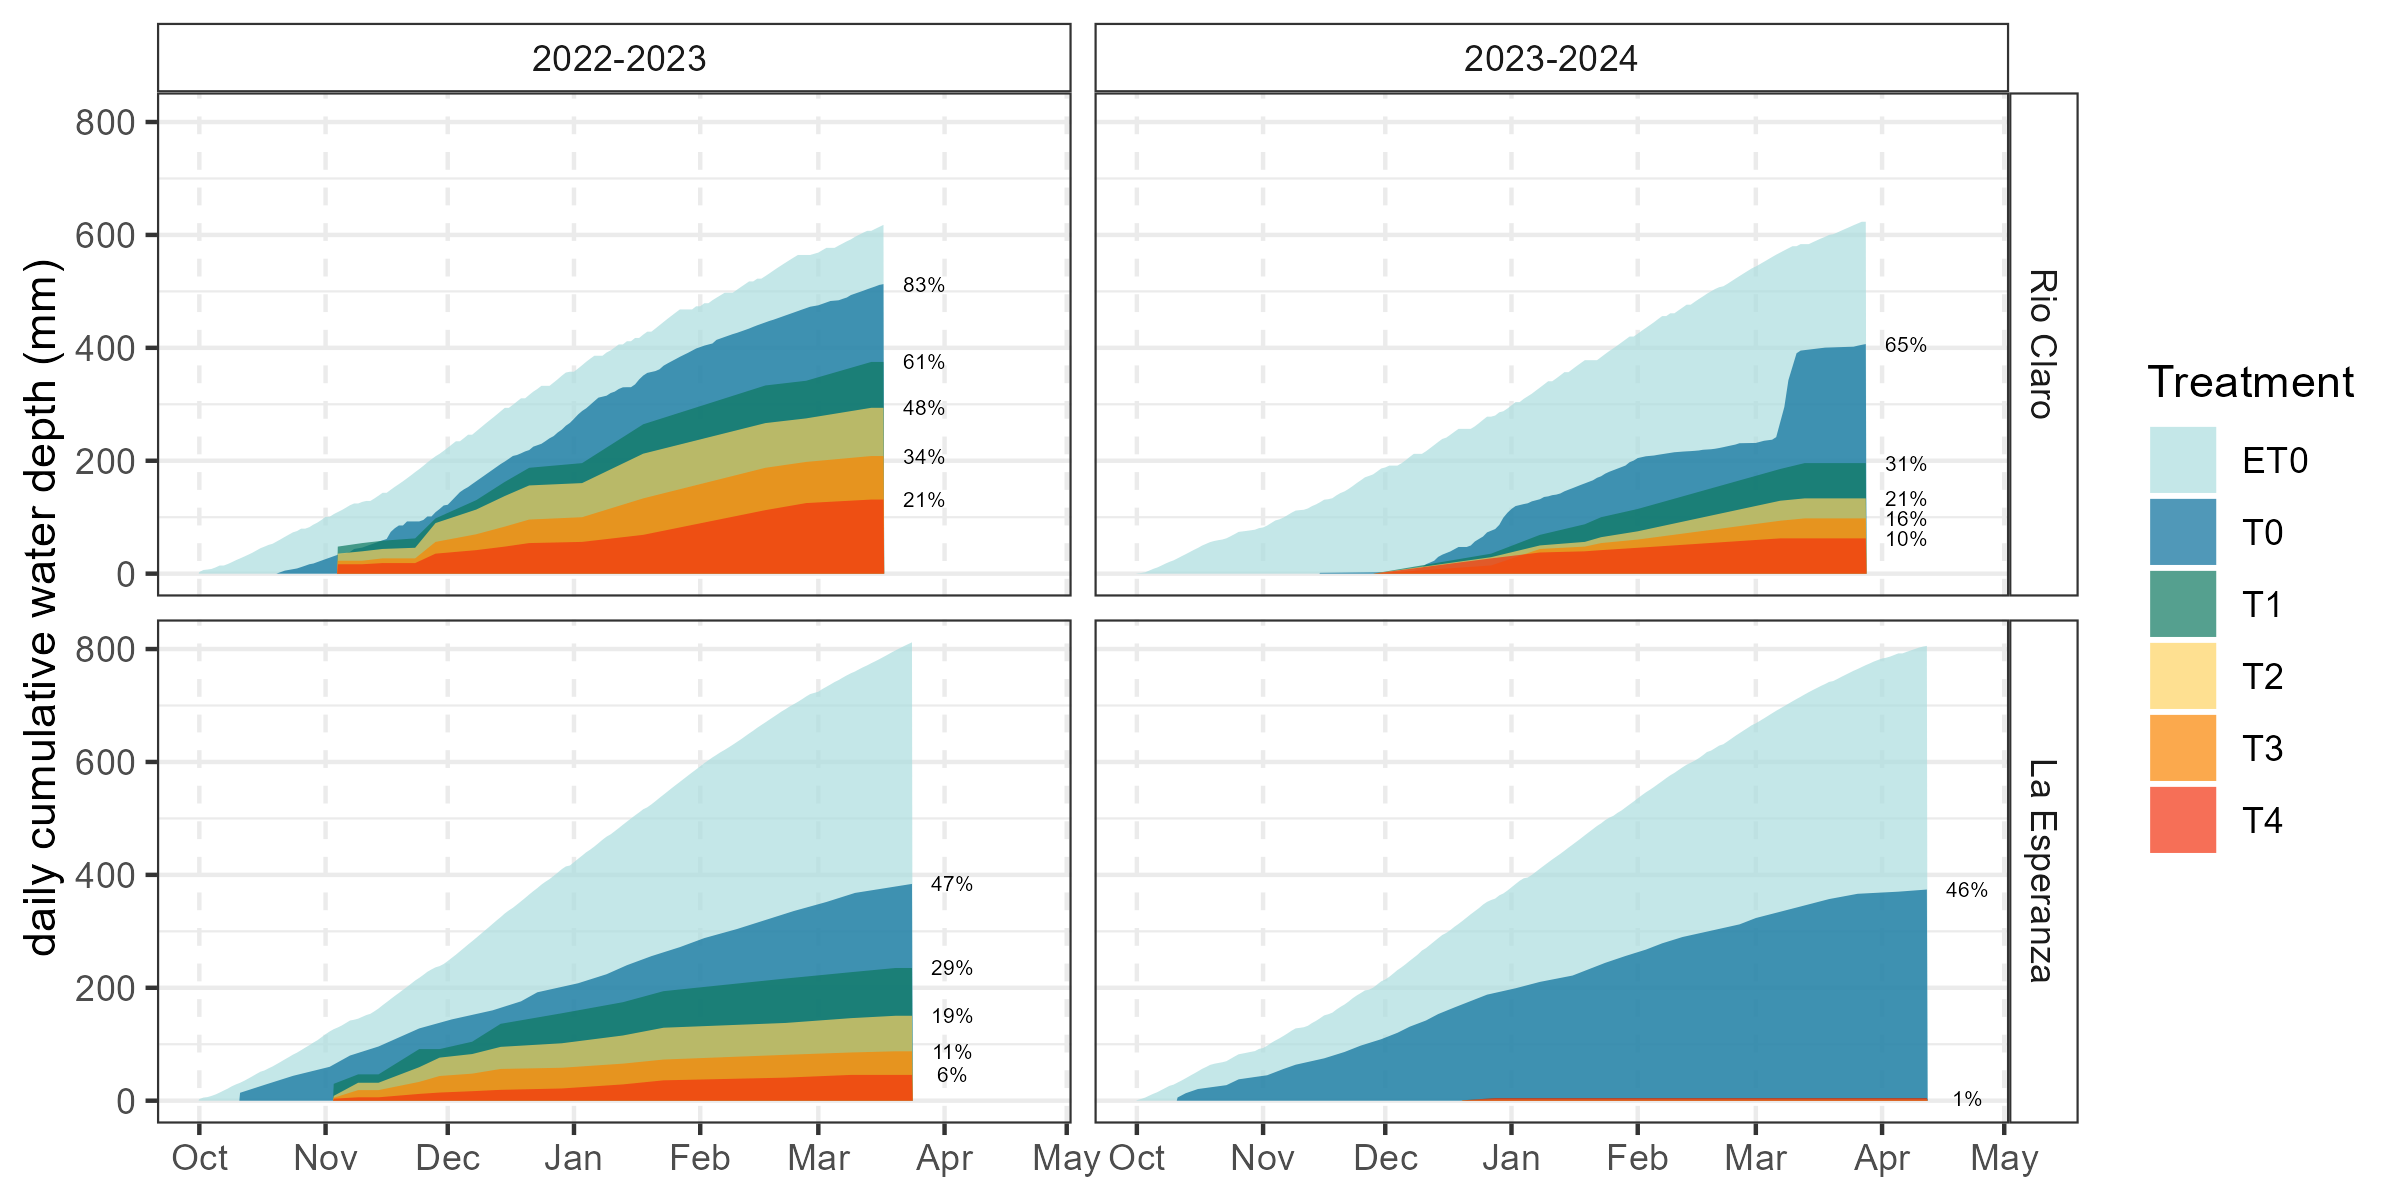 2022-2023
2023-2024
daily cumulative water depth (mm)
800
600
400
200
0
83%
61%
48%
34%
21%
65%
31%
21%
16%
10%
Rio Claro
800
600
400
200
0
47%
29%
19%
11%
6%
46%
1%
La Esperanza
Oct Nov Dec Jan Feb Mar Apr May
Oct Nov Dec Jan Feb Mar Apr May
Treatment
ET0
T0
T1
T2
T3
T4